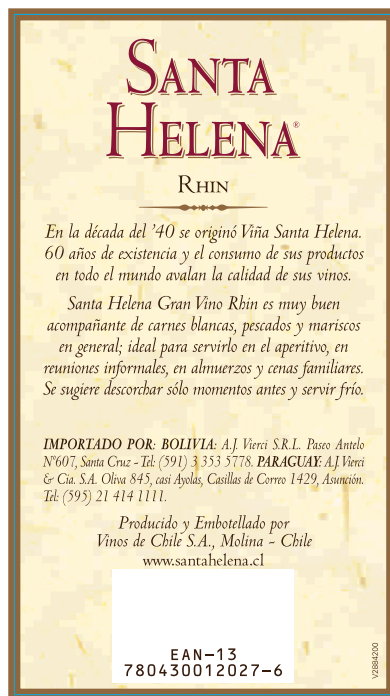 SANTA
HELENA®
RHIN
En la década del '40 se originó Viña Santa Helena.
60 años de existencia y el consumo de sus productos
en todo el mundo avalan la calidad de sus vinos.
Santa Helena Gran Vino Rhin es muy buen
acompañante de carnes blancas, pescados y mariscos
en general; ideal para servirlo en el aperitivo, en
reuniones informales, en almuerzos y cenas familiares.
Se sugiere descorchar sólo momentos antes y servir frío.
IMPORTADO POR: BOLIVIA: A.J. Vierci S.R.L. Paseo Antelo
Nº607, Santa Cruz - Tel: (591) 3 353 5778. PARAGUAY: A.J. Vierci
& Cía. S.A. Oliva 845, casi Ayolas, Casillas de Correo 1429, Asunción.
Tel: (595) 21 414 1111.
Producido y Embotellado por
Vinos de Chile S.A., Molina - Chile
www.santahelena.cl
EAN-13
780430012027-6
V2884200